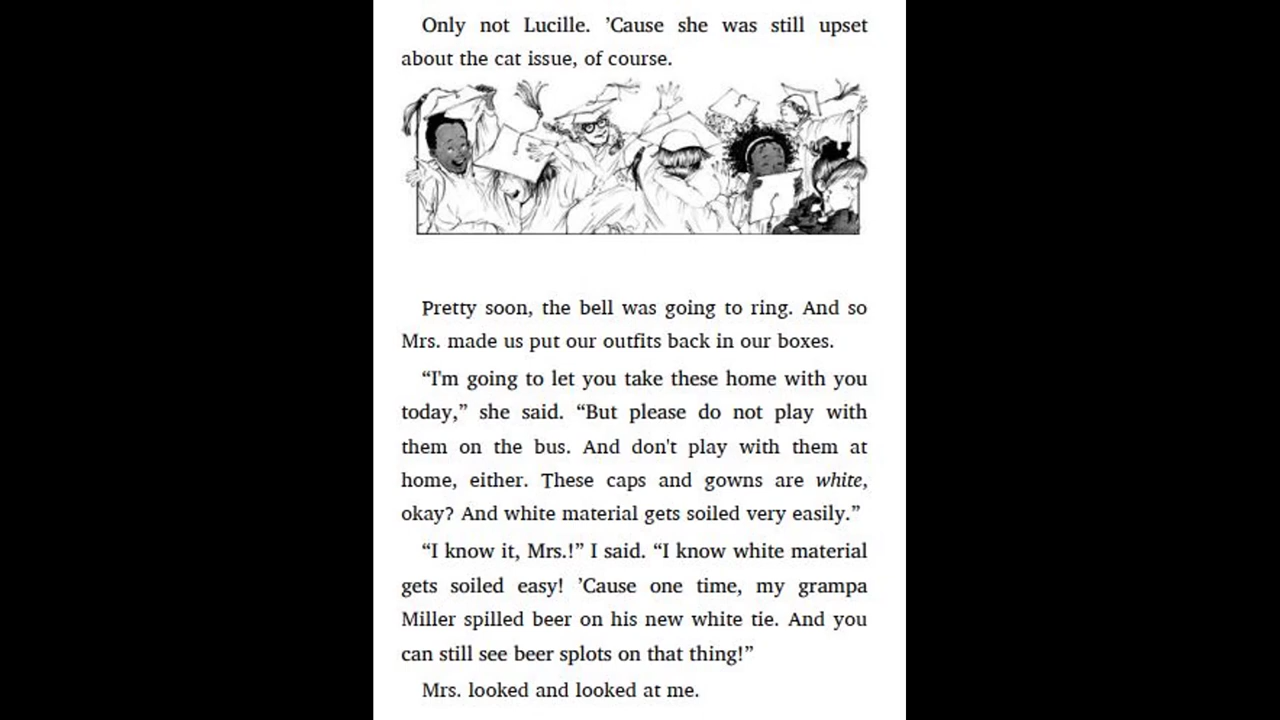 Only not Lucille. ’Cause she was still upset
about the cat issue, of course.
Pretty soon, the bell was going to ring. And so
Mrs. made us put our outfits back in our boxes.
“I'm going to let you take these home with you
today,” she said. “But please do not play with
them on the bus. And don't play with them at
home, either. These caps and gowns are white,
okay? And white material gets soiled very easily.”
“I know it, Mrs.!” I said. “I know white material
gets soiled easy! ’Cause one time, my grampa
Miller spilled beer on his new white tie. And you
can still see beer splots on that thing!”
Mrs. looked and looked at me.